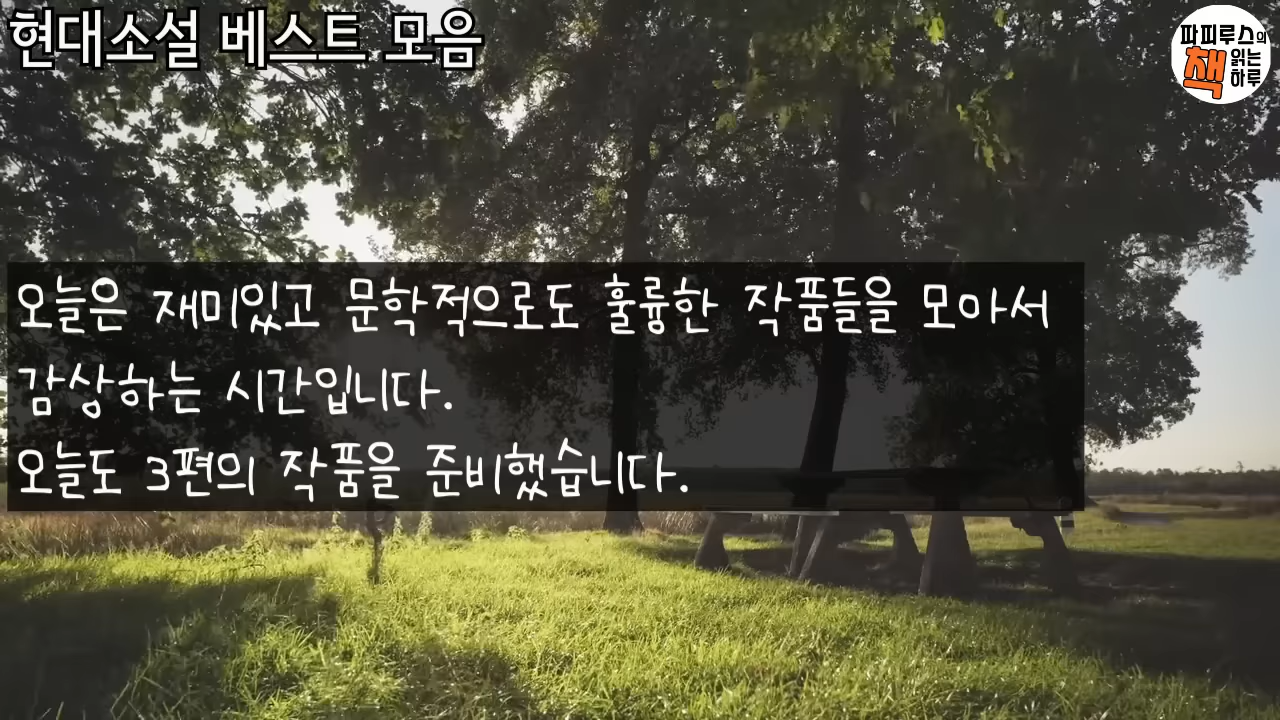 현대소설 베스트 모음
파피루스의
책 읽는
하루
오늘은 재미있고 문학적으로도 훌륭한 작품들을 모아서
감상하는 시간입니다.
오늘도 3편의 작품을 준비했습니다.